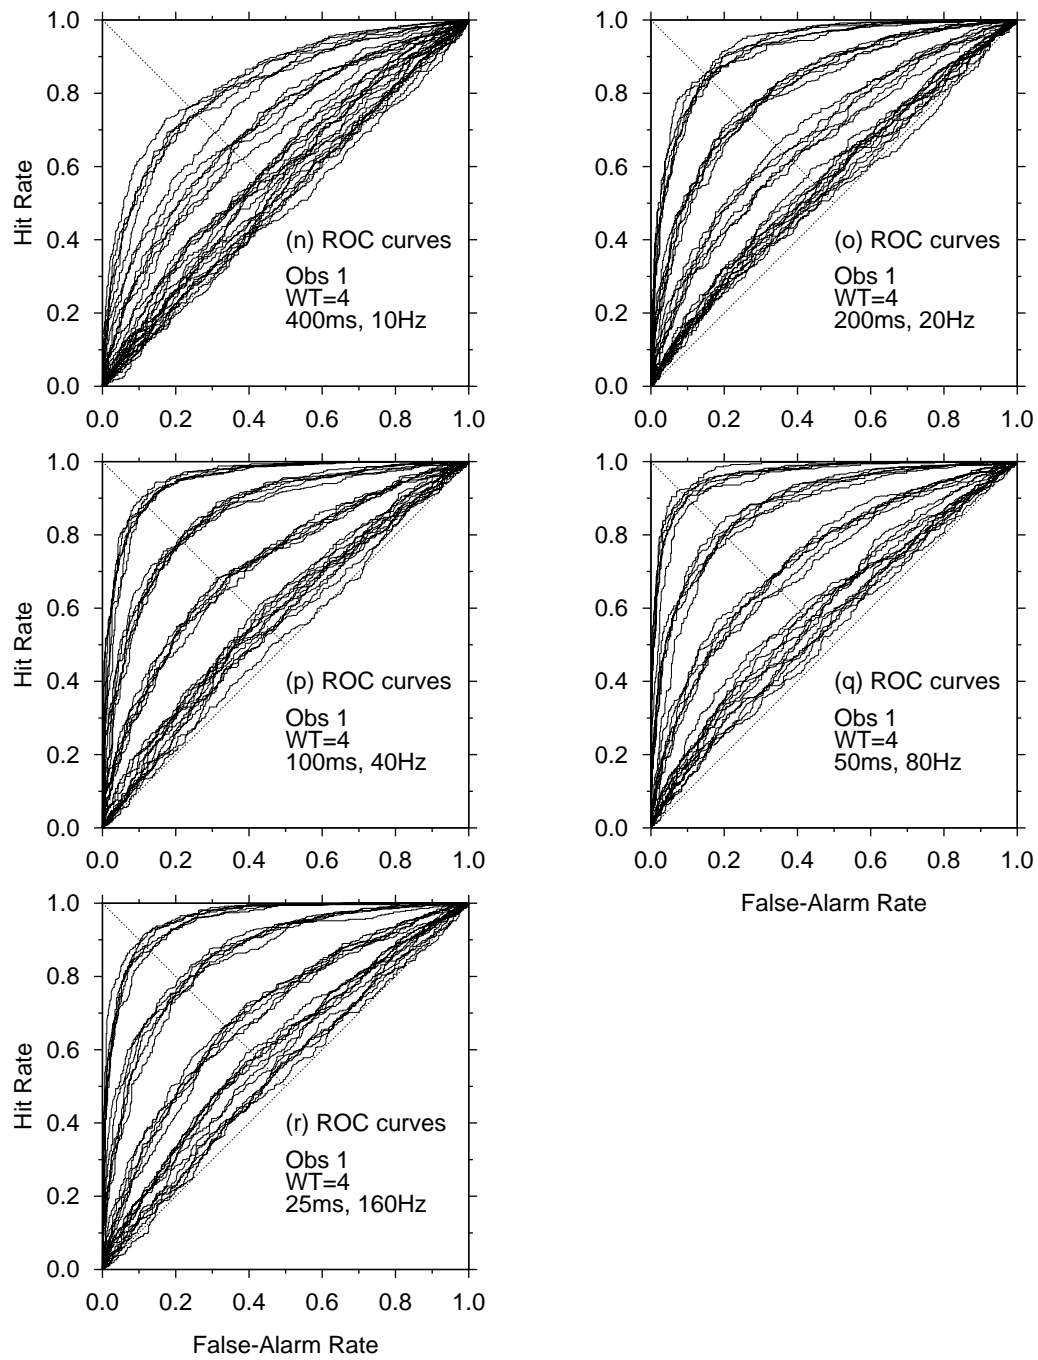 1.0
0.8
0.6
0.4
0.2
0.0
Hit Rate
(n) ROC curves
Obs 1
WT=4
400ms, 10Hz
0.0 0.2 0.4 0.6 0.8 1.0
1.0
0.8
0.6
0.4
0.2
0.0
(o) ROC curves
Obs 1
WT=4
200ms, 20Hz
0.0 0.2 0.4 0.6 0.8 1.0
1.0
0.8
0.6
0.4
0.2
0.0
Hit Rate
(p) ROC curves
Obs 1
WT=4
100ms, 40Hz
0.0 0.2 0.4 0.6 0.8 1.0
1.0
0.8
0.6
0.4
0.2
0.0
(q) ROC curves
Obs 1
WT=4
50ms, 80Hz
0.0 0.2 0.4 0.6 0.8 1.0
False-Alarm Rate
1.0
0.8
0.6
0.4
0.2
0.0
Hit Rate
(r) ROC curves
Obs 1
WT=4
25ms, 160Hz
0.0 0.2 0.4 0.6 0.8 1.0
False-Alarm Rate